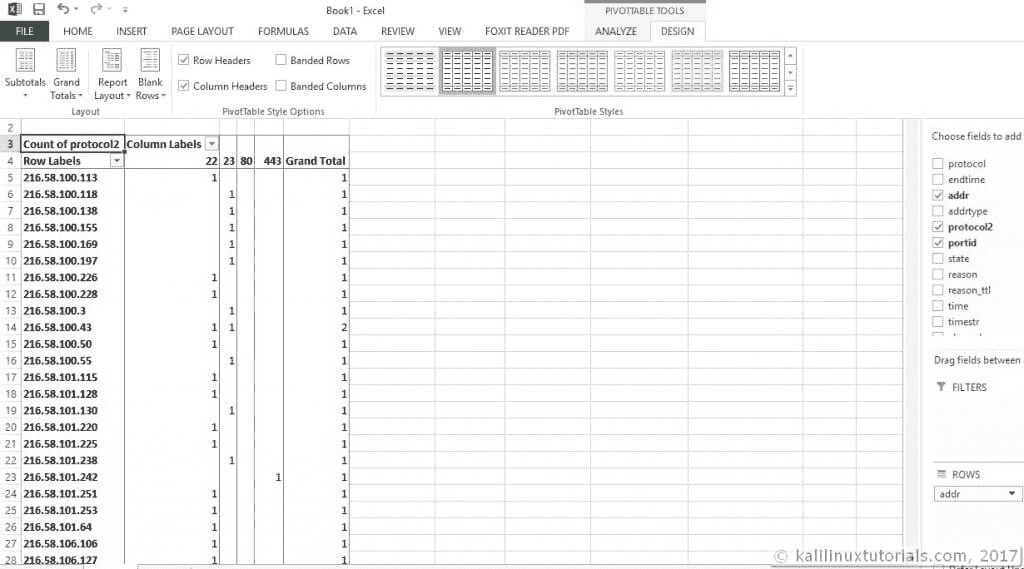 Book1 - Excel
PIVOTTABLE TOOLS
FILE HOME INSERT PAGE LAYOUT FORMULAS DATA REVIEW VIEW FOXIT READER PDF ANALYZE DESIGN
Subtotals Grand Totals Report Layout Blank Rows
Row Headers Banded Rows
Column Headers Banded Columns
Layout PivotTable Style Options PivotTable Styles
2
3 Count of protocol2 Column Labels
4 Row Labels 22 23 80 443 Grand Total
5 216.58.100.113 1 1
6 216.58.100.118 1 1
7 216.58.100.138 1 1
8 216.58.100.155 1 1
9 216.58.100.169 1 1
10 216.58.100.197 1 1
11 216.58.100.226 1 1
12 216.58.100.228 1 1
13 216.58.100.3 1 1
14 216.58.100.43 1 1 2
15 216.58.100.50 1 1
16 216.58.100.55 1 1
17 216.58.101.115 1 1
18 216.58.101.128 1 1
19 216.58.101.130 1 1
20 216.58.101.220 1 1
21 216.58.101.225 1 1
22 216.58.101.238 1 1
23 216.58.101.242 1 1
24 216.58.101.251 1 1
25 216.58.101.253 1 1
26 216.58.101.64 1 1
27 216.58.106.106 1 1
28 216.58.106.127 1 1
Choose fields to add
protocol
endtime
addr
addrtype
protocol2
portid
state
reason
reason_ttl
time
timestr
Drag fields between
FILTERS
ROWS
addr
© kalilinuxtutorials.com, 2017